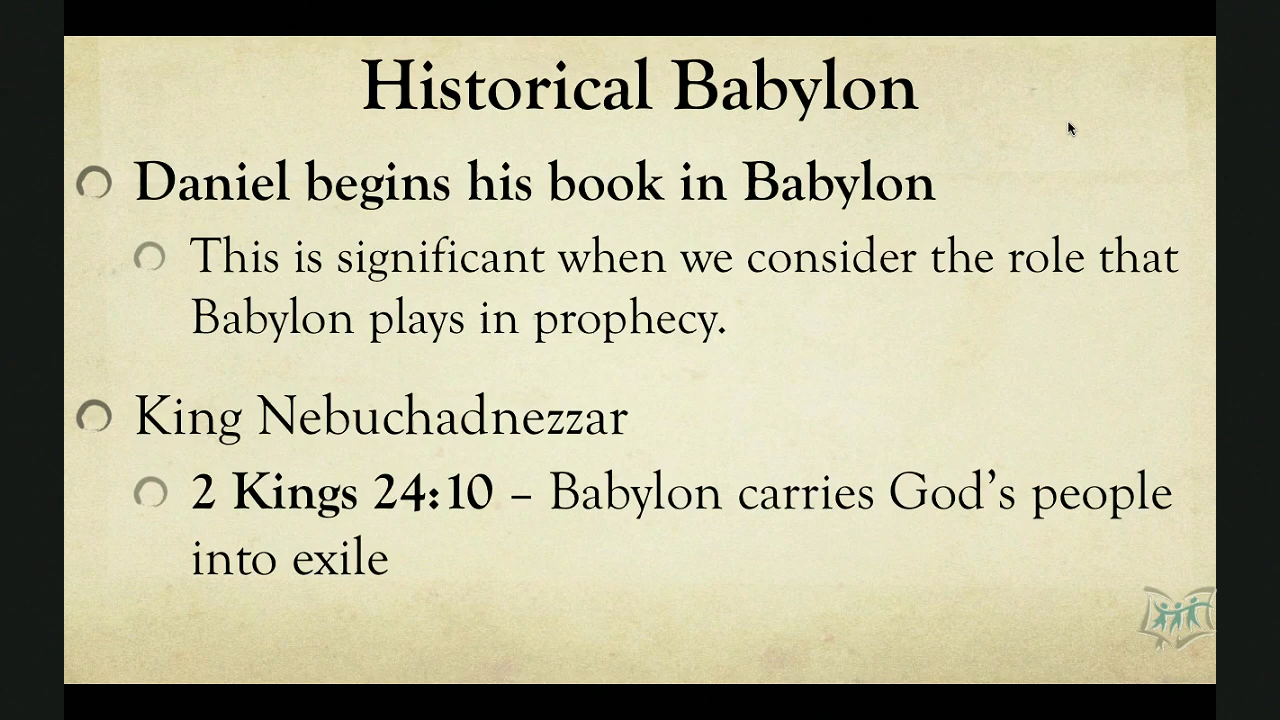 Historical Babylon
Daniel begins his book in Babylon
This is significant when we consider the role that
Babylon plays in prophecy.
King Nebuchadnezzar
2 Kings 24:10 – Babylon carries God’s people
into exile